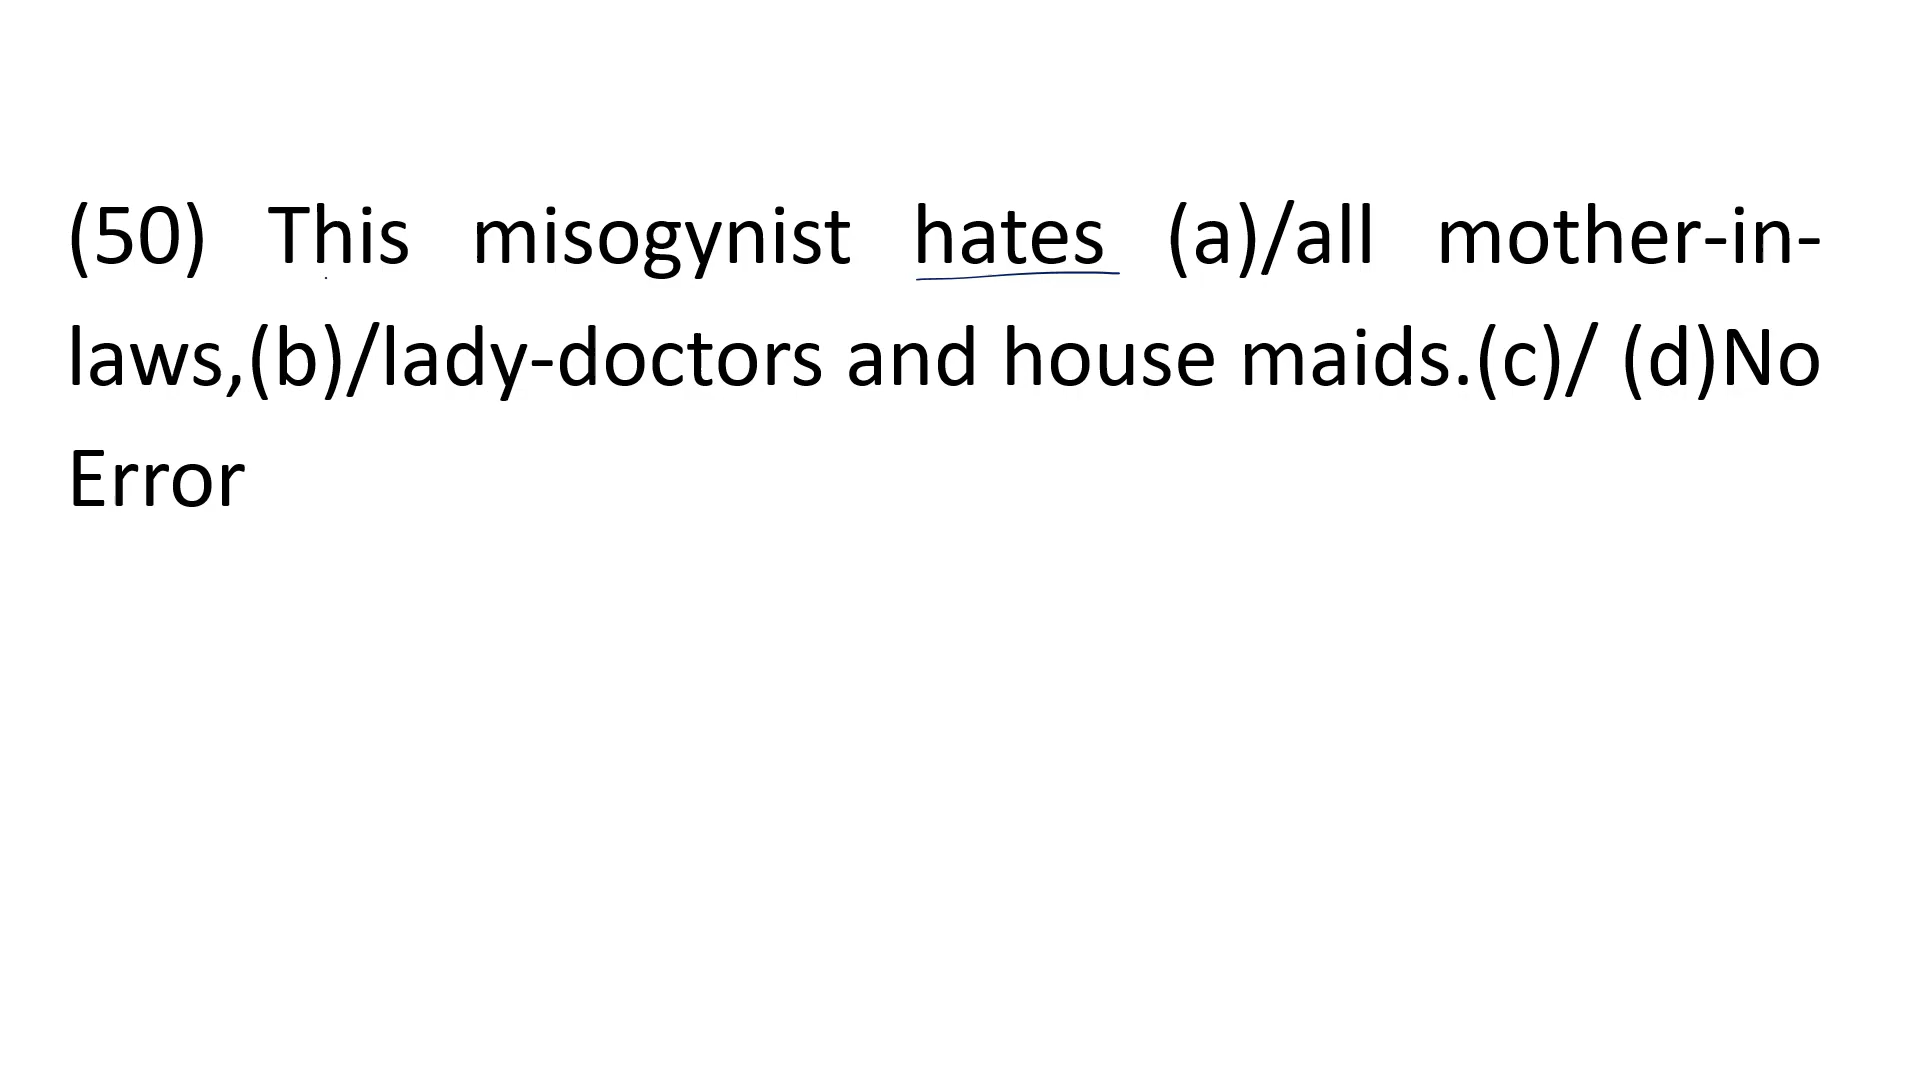 (50) This misogynist hates (a)/all mother-in-
laws,(b)/lady-doctors and house maids.(c)/ (d)No
Error